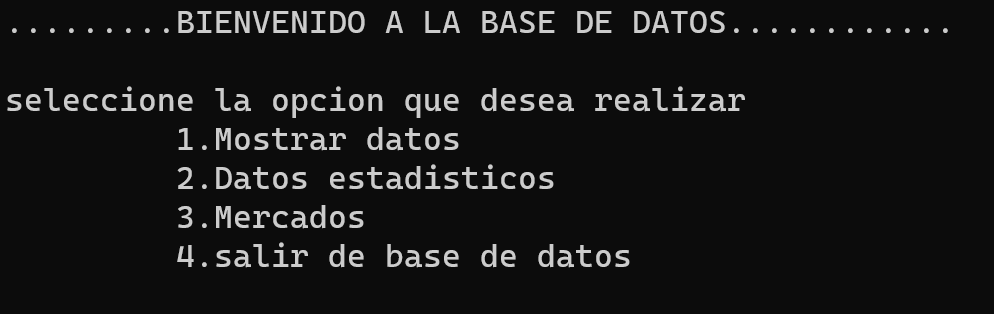 .........BIENVENIDO A LA BASE DE DATOS............
seleccione la opcion que desea realizar
1.Mostrar datos
2.Datos estadisticos
3.Mercados
4.salir de base de datos